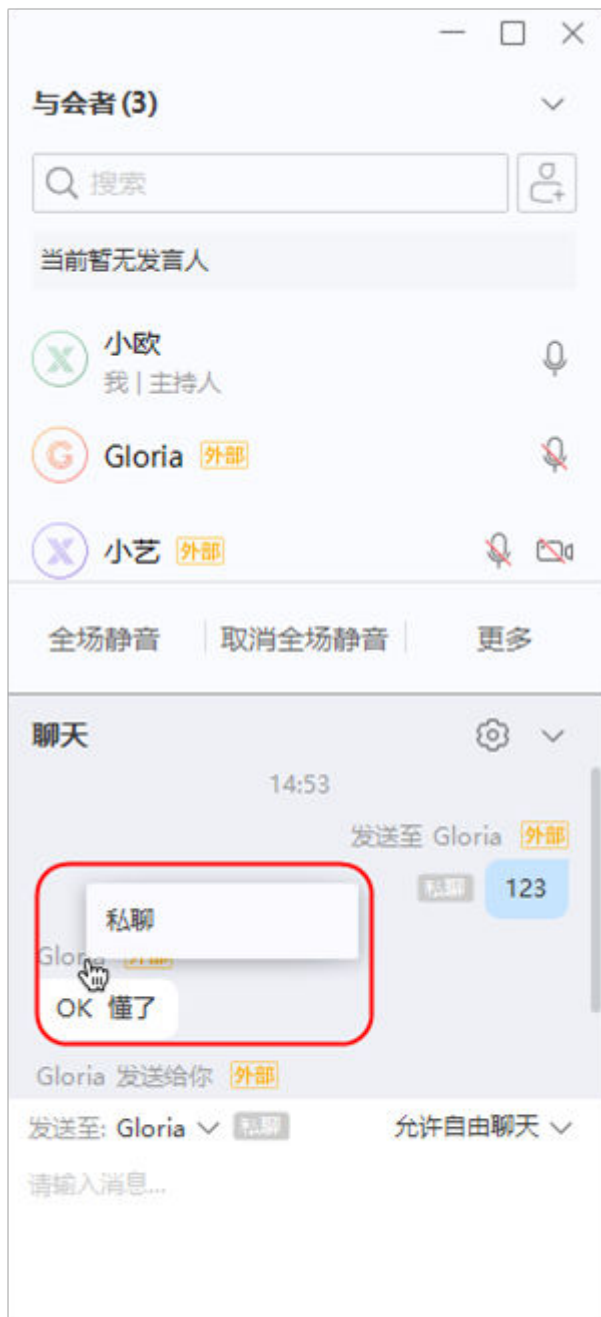 与会者 (3)
搜索
当前暂无发言人
X 小欧
我 | 主持人
G Gloria 外部
X 小艺 外部
全场静音 取消全场静音 更多
聊天
14:53
发送至 Gloria 外部
私聊 123
私聊
Gloria 外部
OK 懂了
Gloria 发送给你 外部
发送至: Gloria 私聊 允许自由聊天
请输入消息...